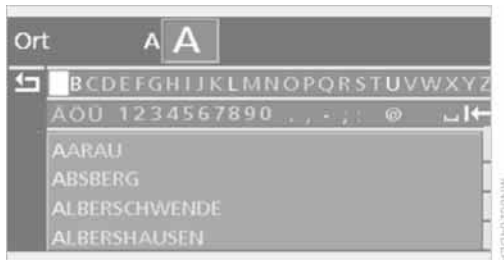 Ort A A
BCDEFGHIJKLMNOPQRSTUVWXYZ
ÄÖÜ 1234567890 . , - ; : @
AARAU
ABSBERG
ALBERSCHWENDE
ALBERSHAUSEN